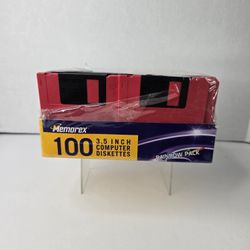 Memorex
100
3.5 INCH
COMPUTER
DISKETTES
RAINBOW PACK